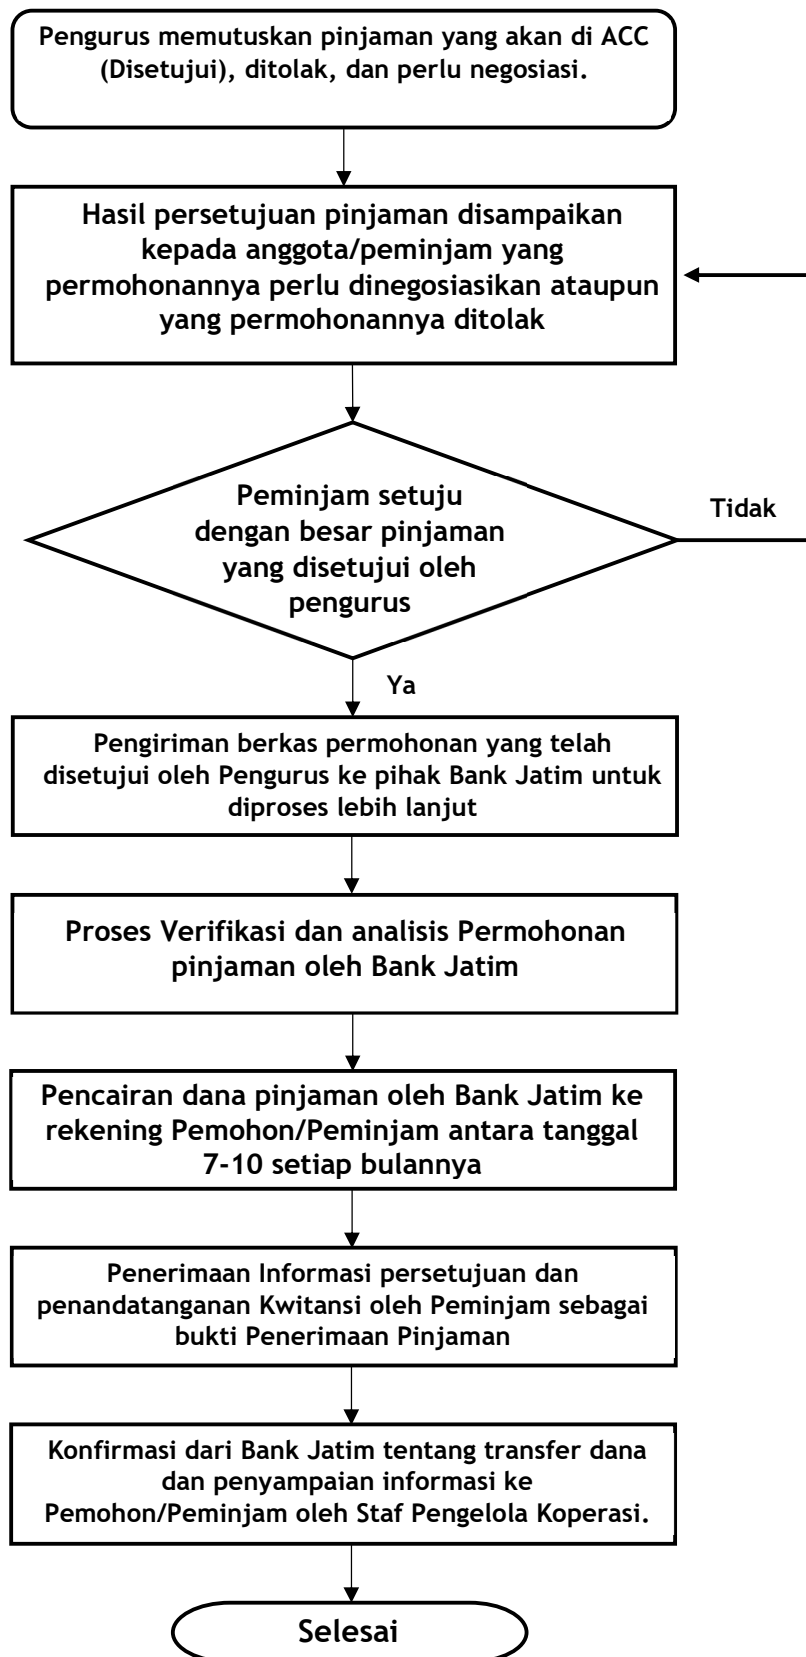 Pengurus memutuskan pinjaman yang akan di ACC
(Disetujui), ditolak, dan perlu negosiasi.
Hasil persetujuan pinjaman disampaikan
kepada anggota/peminjam yang
permohonannya perlu dinegosiasikan ataupun
yang permohonannya ditolak
Peminjam setuju
dengan besar pinjaman
yang disetujui oleh
pengurus
Tidak
Ya
Pengiriman berkas permohonan yang telah
disetujui oleh Pengurus ke pihak Bank Jatim untuk
diproses lebih lanjut
Proses Verifikasi dan analisis Permohonan
pinjaman oleh Bank Jatim
Pencairan dana pinjaman oleh Bank Jatim ke
rekening Pemohon/Peminjam antara tanggal
7-10 setiap bulannya
Penerimaan Informasi persetujuan dan
penandatanganan Kwitansi oleh Peminjam sebagai
bukti Penerimaan Pinjaman
Konfirmasi dari Bank Jatim tentang transfer dana
dan penyampaian informasi ke
Pemohon/Peminjam oleh Staf Pengelola Koperasi.
Selesai